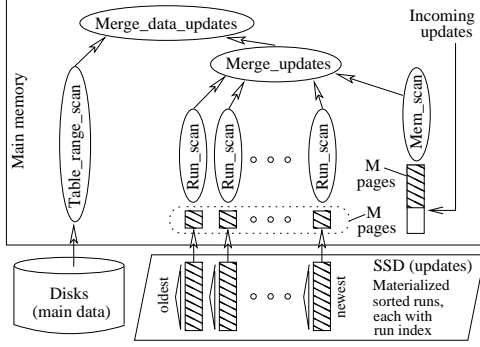 Incoming
updates
Merge_data_updates
Merge_updates
Main memory
Table_range_scan
Run_scan
Run_scan
Run_scan
Mem_scan
M
pages
M
pages
Disks
(main data)
oldest
newest
SSD (updates)
Materialized
sorted runs,
each with
run index